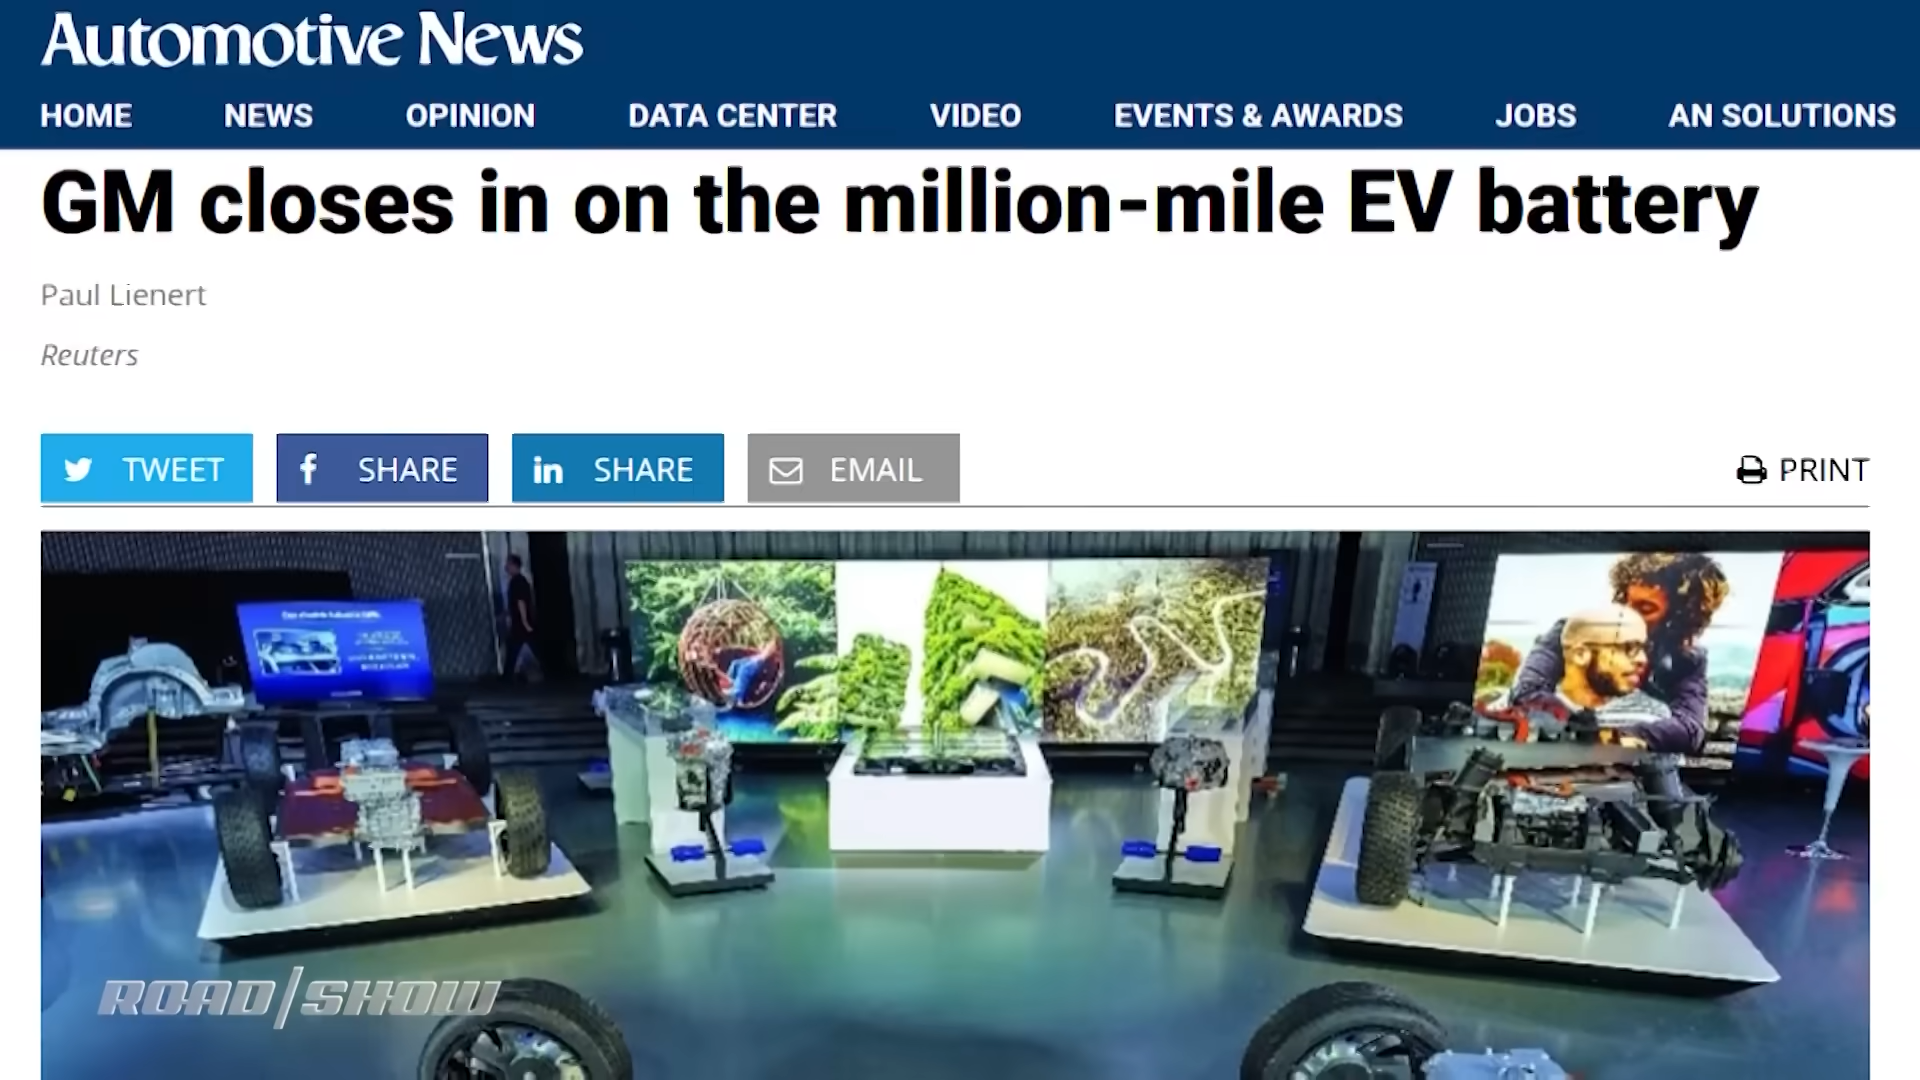 Automotive News
HOME NEWS OPINION DATA CENTER VIDEO EVENTS & AWARDS JOBS AN SOLUTIONS
GM closes in on the million-mile EV battery
Paul Lienert
Reuters
TWEET SHARE SHARE EMAIL PRINT
ROAD/SHOW